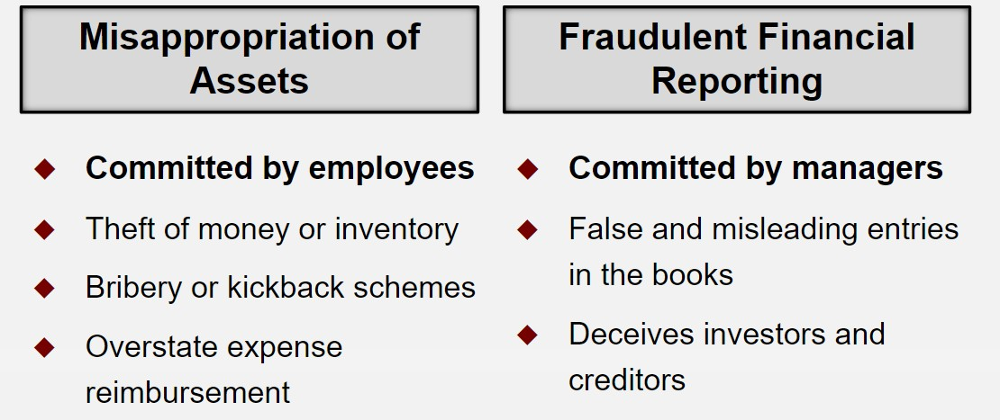 Misappropriation of
Assets
Committed by employees
Theft of money or inventory
Bribery or kickback schemes
Overstate expense
reimbursement
Fraudulent Financial
Reporting
Committed by managers
False and misleading entries
in the books
Deceives investors and
creditors